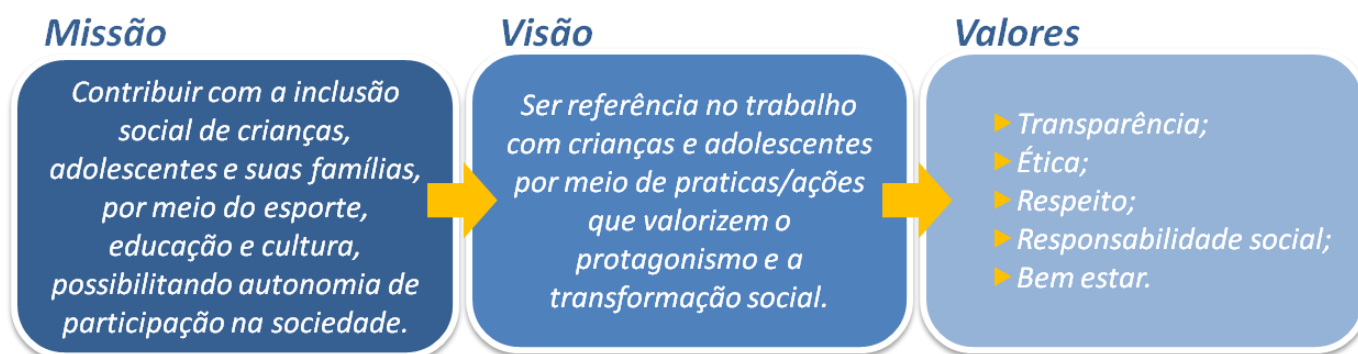 Missão
Contribuir com a inclusão
social de crianças,
adolescentes e suas famílias,
por meio do esporte,
educação e cultura,
possibilitando autonomia de
participação na sociedade.
Visão
Ser referência no trabalho
com crianças e adolescentes
por meio de praticas/ações
que valorizem o
protagonismo e a
transformação social.
Valores
Transparência;
Ética;
Respeito;
Responsabilidade social;
Bem estar.